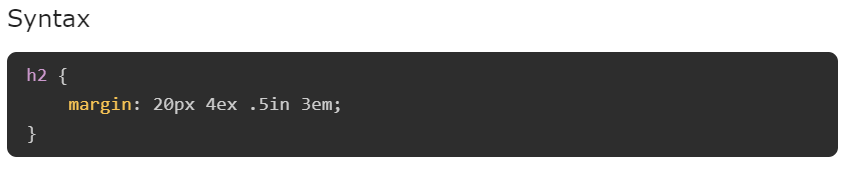 Syntax
h2 {
    margin: 20px 4ex .5in 3em;
}